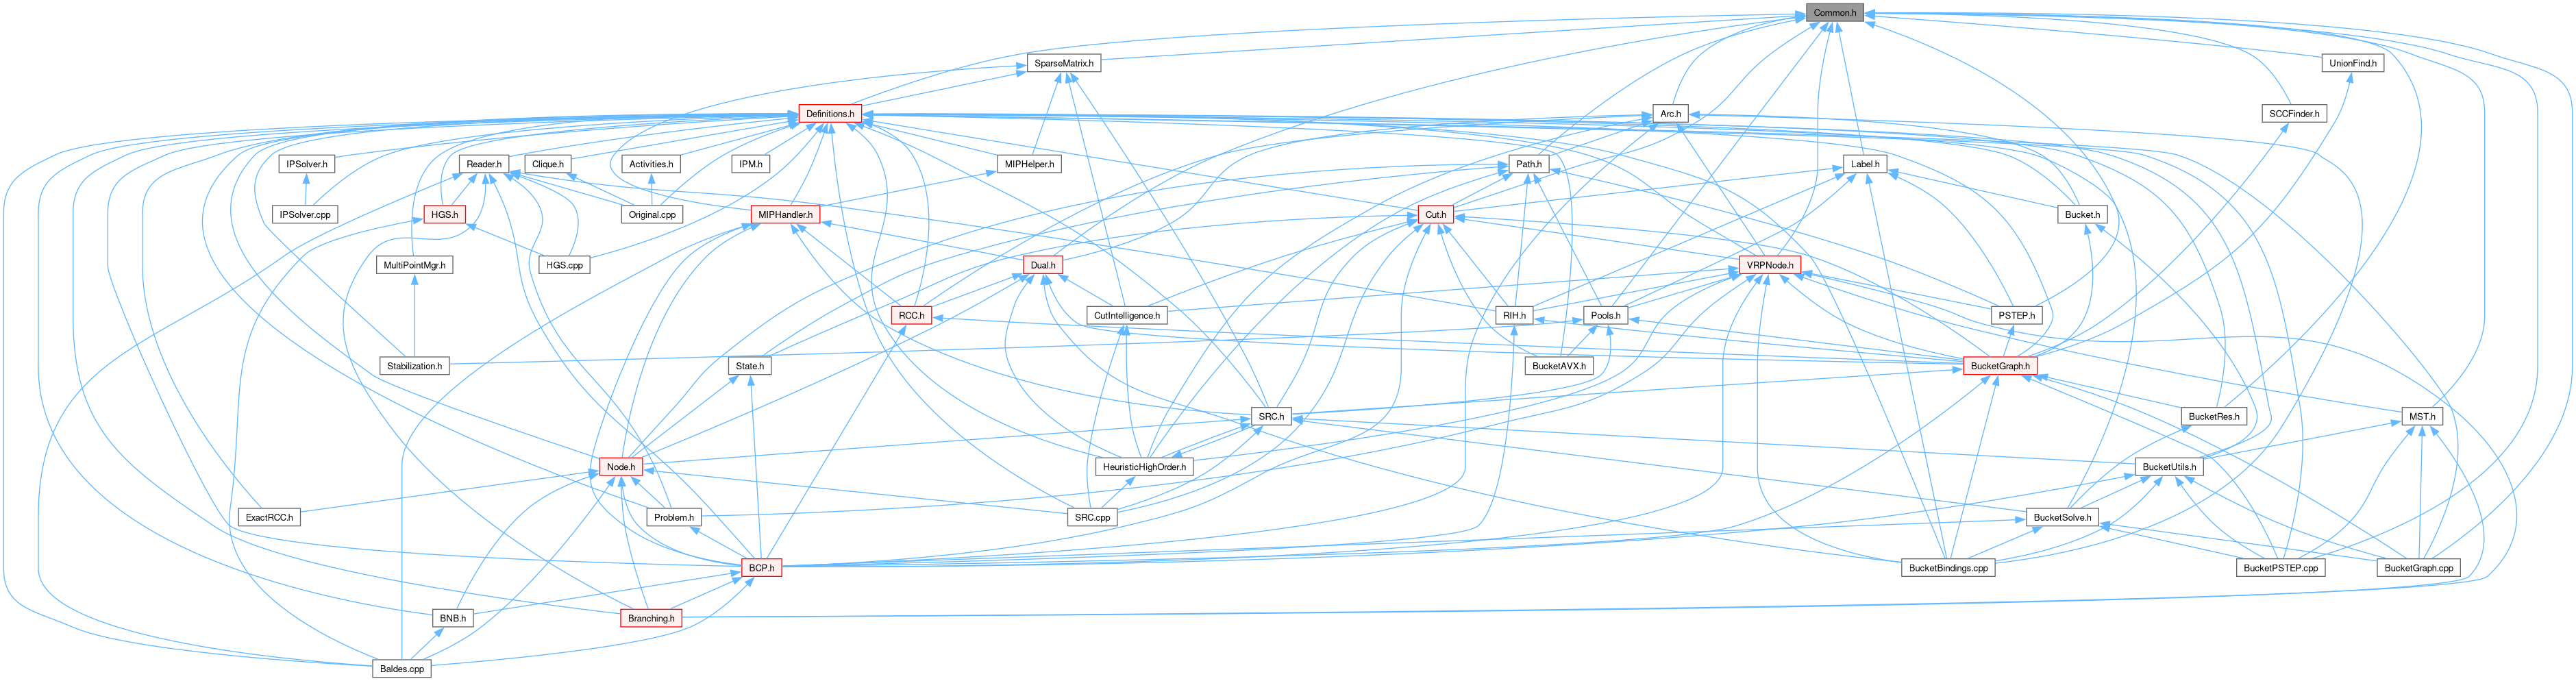 Common.h
SparseMatrix.h
UnionFind.h
Definitions.h
Arc.h
SCCFinder.h
IPSolver.h
Reader.h
Clique.h
Activities.h
IPM.h
MIPHelper.h
Path.h
Label.h
IPSolver.cpp
HGS.h
Original.cpp
MIPHandler.h
Cut.h
Bucket.h
MultiPointMgr.h
HGS.cpp
Dual.h
VRPNode.h
RCC.h
CutIntelligence.h
RIH.h
Pools.h
PSTEP.h
Stabilization.h
State.h
BucketAVX.h
BucketGraph.h
SRC.h
BucketRes.h
MST.h
Node.h
HeuristicHighOrder.h
BucketUtils.h
ExactRCC.h
Problem.h
SRC.cpp
BucketSolve.h
BCP.h
BucketBindings.cpp
BucketPSTEP.cpp
BucketGraph.cpp
BNB.h
Branching.h
Baldes.cpp